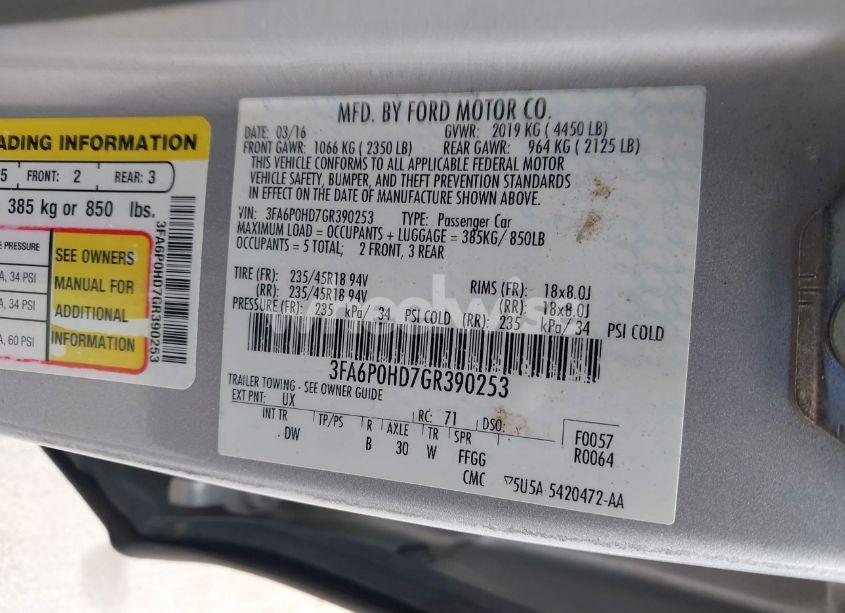 ADING INFORMATION
5 FRONT: 2 REAR: 3
385 kg or 850 lbs.
E PRESSURE
A, 34 PSI
A, 34 PSI
A, 60 PSI
SEE OWNERS
MANUAL FOR
ADDITIONAL
INFORMATION
3FA6P0HD7GR390253
MFD. BY FORD MOTOR CO.
DATE: 03/16 GVWR: 2019 KG ( 4450 LB)
FRONT GAWR: 1066 KG ( 2350 LB) REAR GAWR: 964 KG ( 2125 LB)
THIS VEHICLE CONFORMS TO ALL APPLICABLE FEDERAL MOTOR
VEHICLE SAFETY, BUMPER, AND THEFT PREVENTION STANDARDS
IN EFFECT ON THE DATE OF MANUFACTURE SHOWN ABOVE.
VIN: 3FA6P0HD7GR390253 TYPE: Passenger Car
MAXIMUM LOAD = OCCUPANTS + LUGGAGE = 385KG/ 850LB
OCCUPANTS = 5 TOTAL; 2 FRONT, 3 REAR
TIRE (FR): 235/45R18 94V RIMS (FR): 18x8.0J
(RR): 235/45R18 94V (RR): 18x8.0J
PRESSURE (FR): 235 kPa/ 34 PSI COLD (RR): 235 kPa/ 34 PSI COLD
3FA6P0HD7GR390253
TRAILER TOWING - SEE OWNER GUIDE
EXT PNT: UX RC: 71 DSO:
INT TR TP/PS R AXLE TR SPR F0057
. DW B 30 W FFGG R0064
CMC ▽5U5A 5420472-AA